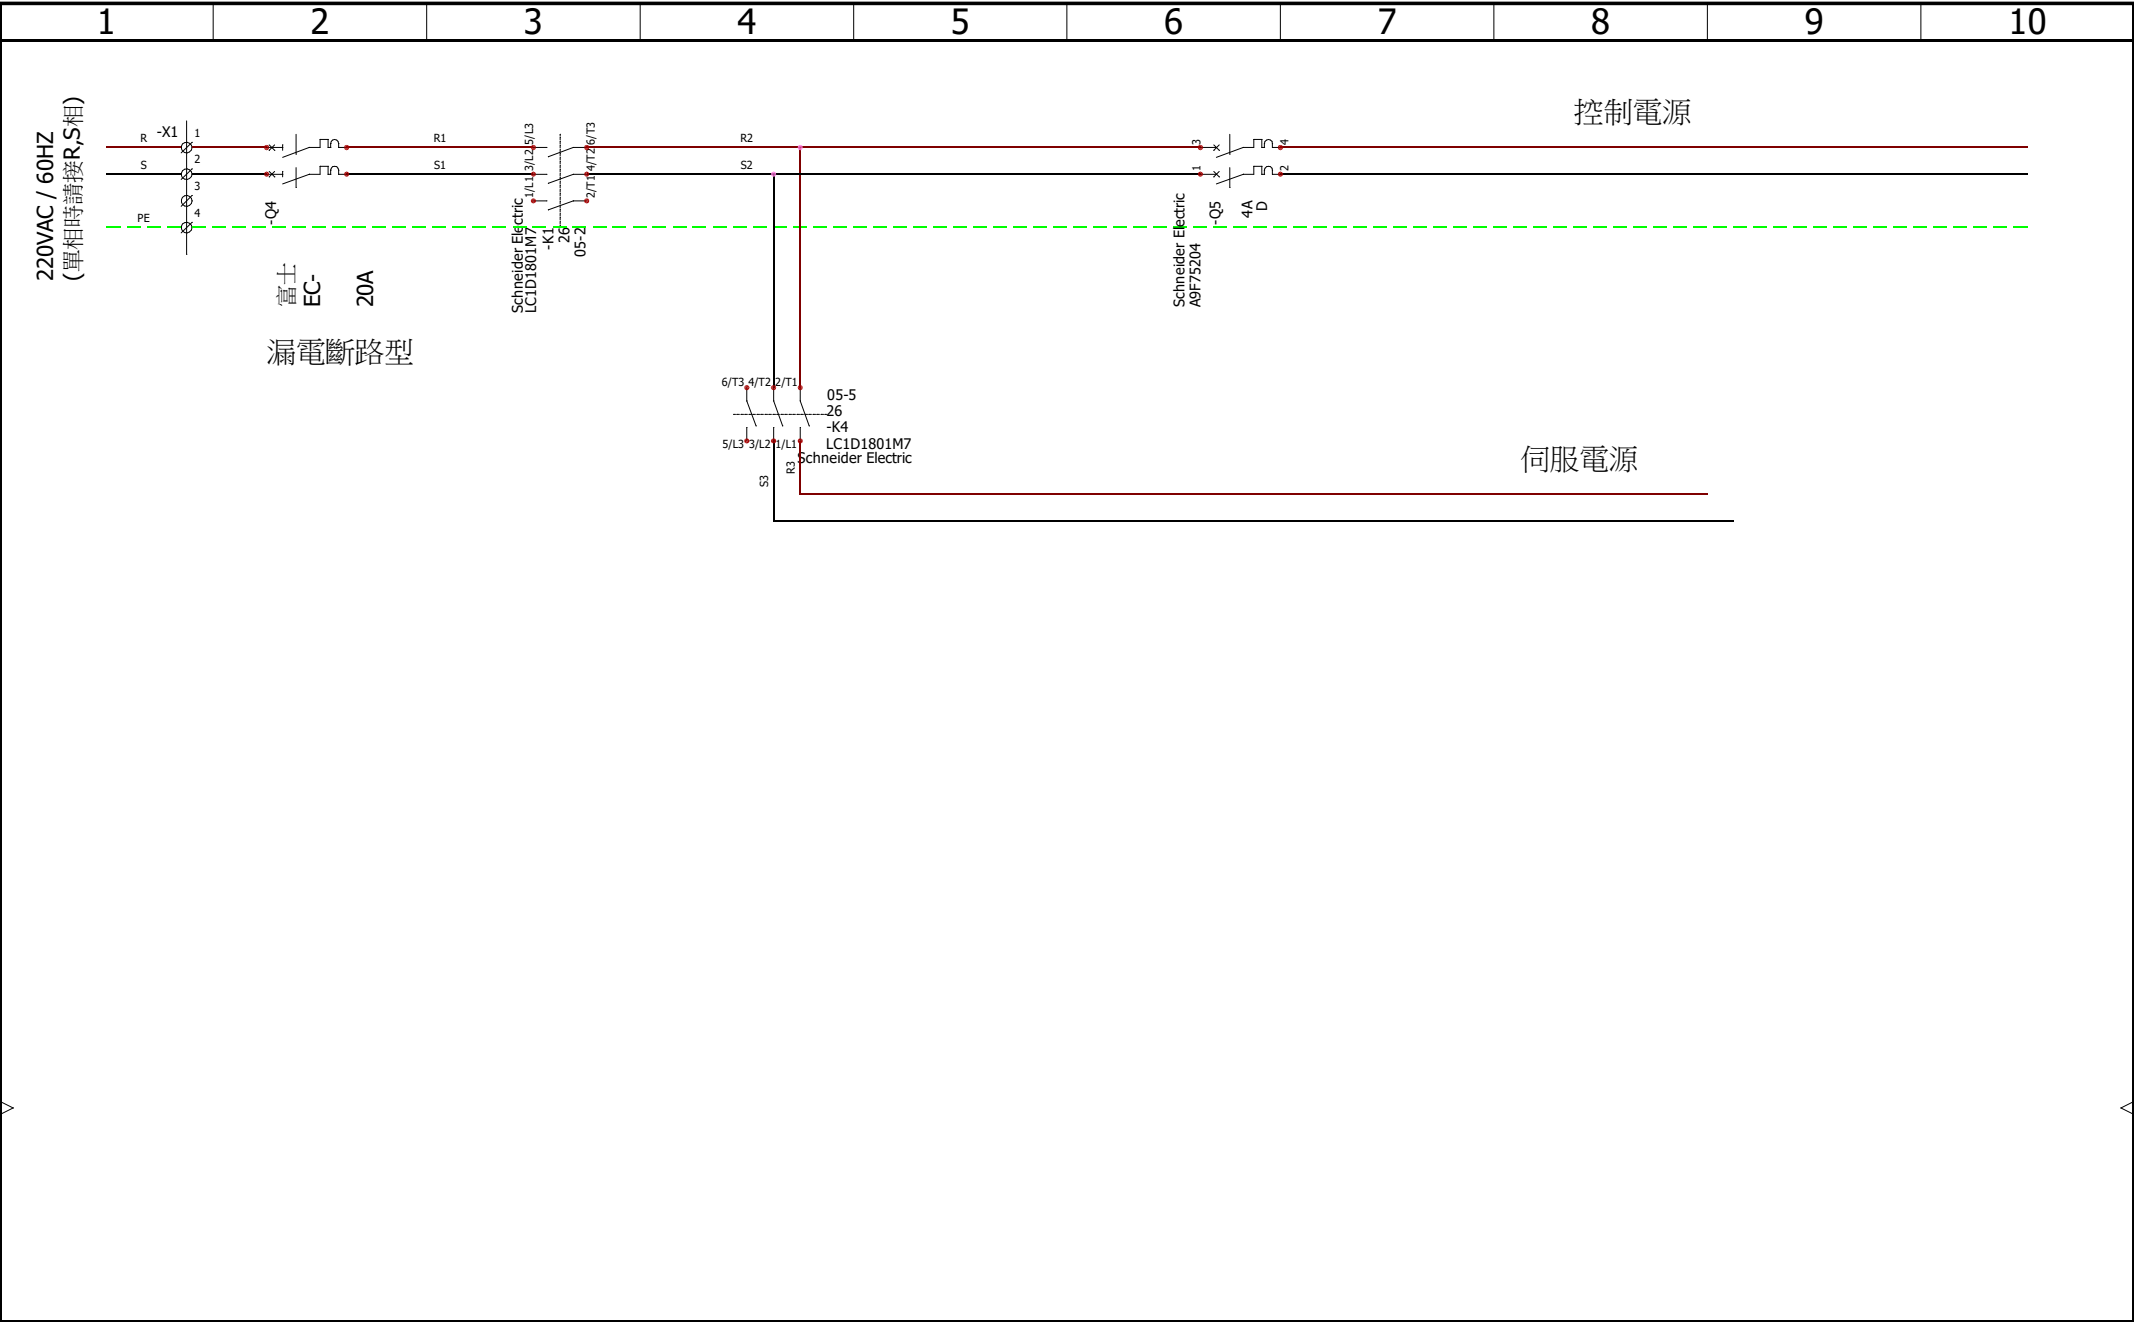 1 2 3 4 5 6 7 8 9 10
220VAC / 60HZ
(單相時請接R,S相)
控制電源
R
-X1
1
R1
5/L3
6/T3
R2
3
4
S
2
S1
3/L2
4/T2
S2
1
2
3
1/L1
2/T1
PE
4
-Q4
富士
EC-
20A
漏電斷路型
Schneider Electric
LC1D1801M7
-K1
26
05-2
Schneider Electric
A9F75204
-Q5
4A
D
6/T3 4/T2 2/T1
05-5
26
-K4
5/L3 3/L2 1/L1
LC1D1801M7
Schneider Electric
S3
R3
伺服電源